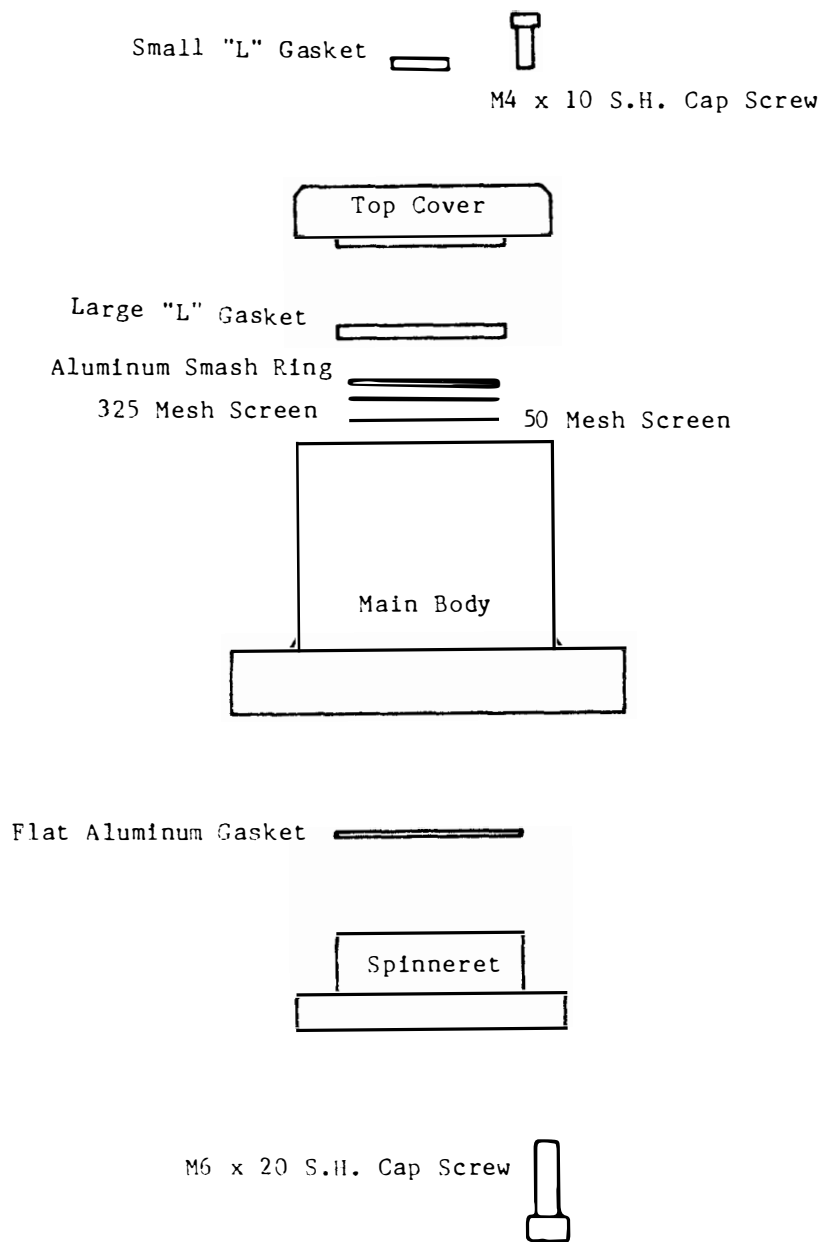 Small "L" Gasket
M4 x 10 S.H. Cap Screw
Top Cover
Large "L" Gasket
Aluminum Smash Ring
325 Mesh Screen
50 Mesh Screen
Main Body
Flat Aluminum Gasket
Spinneret
M6 x 20 S.H. Cap Screw